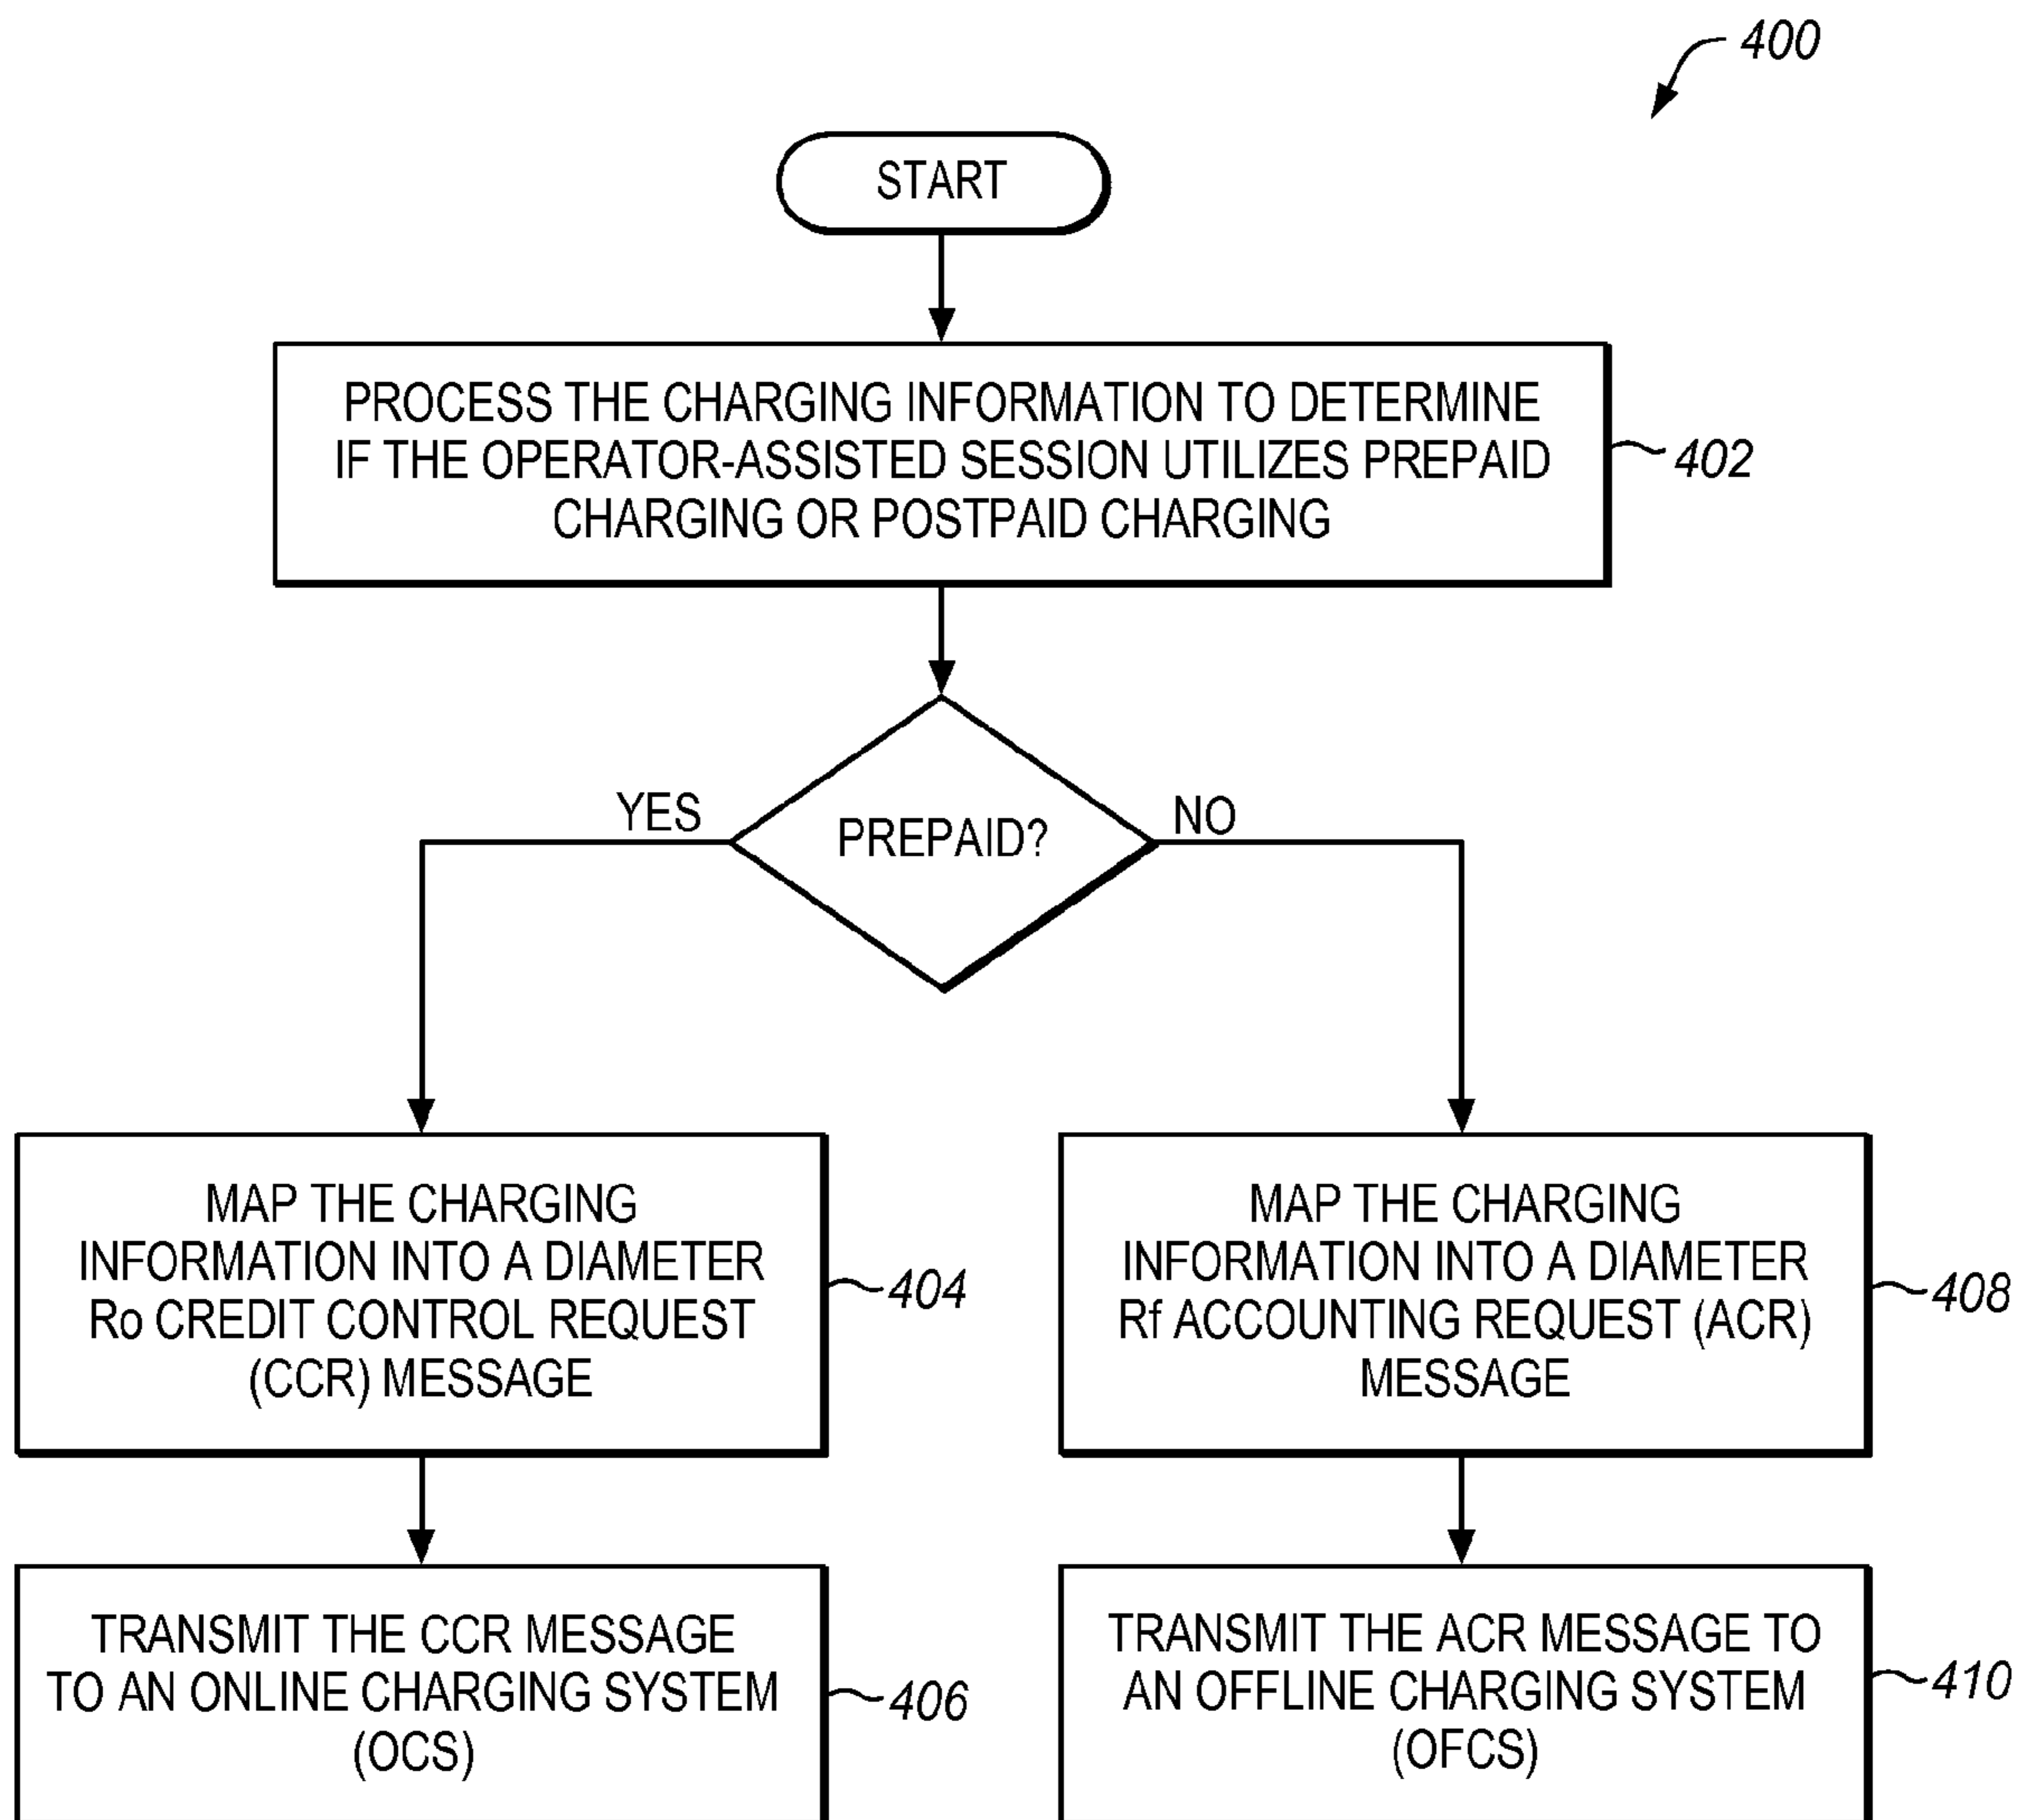 400
START
PROCESS THE CHARGING INFORMATION TO DETERMINE
IF THE OPERATOR-ASSISTED SESSION UTILIZES PREPAID
CHARGING OR POSTPAID CHARGING
402
YES
PREPAID?
NO
MAP THE CHARGING
INFORMATION INTO A DIAMETER
Ro CREDIT CONTROL REQUEST
(CCR) MESSAGE
404
MAP THE CHARGING
INFORMATION INTO A DIAMETER
Rf ACCOUNTING REQUEST (ACR)
MESSAGE
408
TRANSMIT THE CCR MESSAGE
TO AN ONLINE CHARGING SYSTEM
(OCS)
406
TRANSMIT THE ACR MESSAGE TO
AN OFFLINE CHARGING SYSTEM
(OFCS)
410